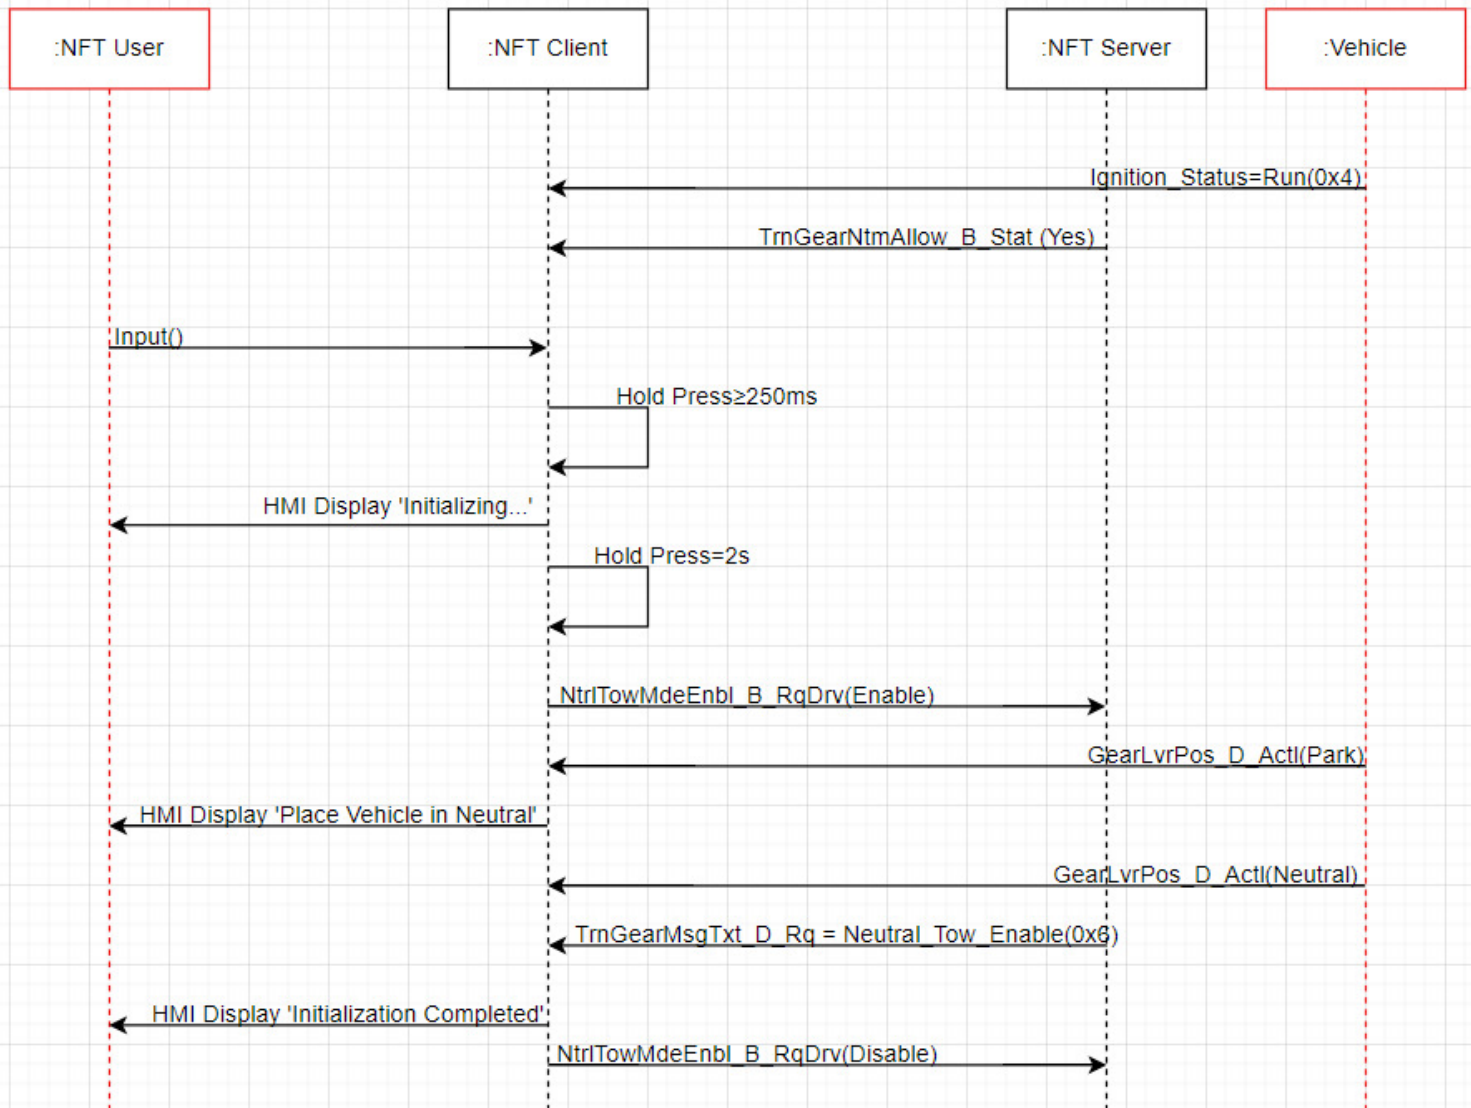 :NFT User
:NFT Client
:NFT Server
:Vehicle
Ignition_Status=Run(0x4)
TrnGearNtmAllow_B_Stat (Yes)
Input()
Hold Press≥250ms
HMI Display 'Initializing...'
Hold Press=2s
NtrlTowMdeEnbl_B_RqDrv(Enable)
GearLvrPos_D_Actl(Park)
HMI Display 'Place Vehicle in Neutral'
GearLvrPos_D_Actl(Neutral)
TrnGearMsgTxt_D_Rq = Neutral_Tow_Enable(0x6)
HMI Display 'Initialization Completed'
NtrlTowMdeEnbl_B_RqDrv(Disable)